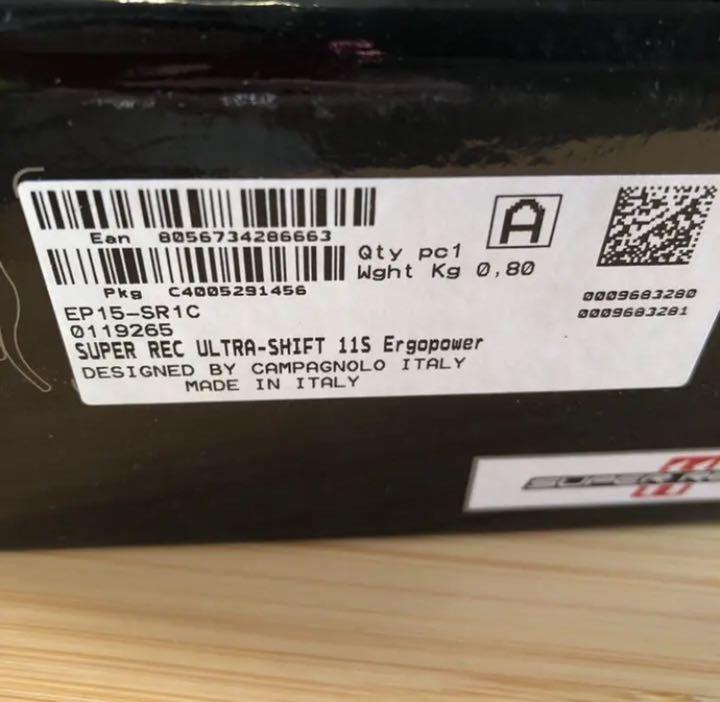 Ean 8056734286663
Pkg C4005291456
Qty pc1
Wght Kg 0,80
A
0009683280
0009683281
EP15-SR1C
0119265
SUPER REC ULTRA-SHIFT 11S Ergopower
DESIGNED BY CAMPAGNOLO ITALY
MADE IN ITALY
SUPER